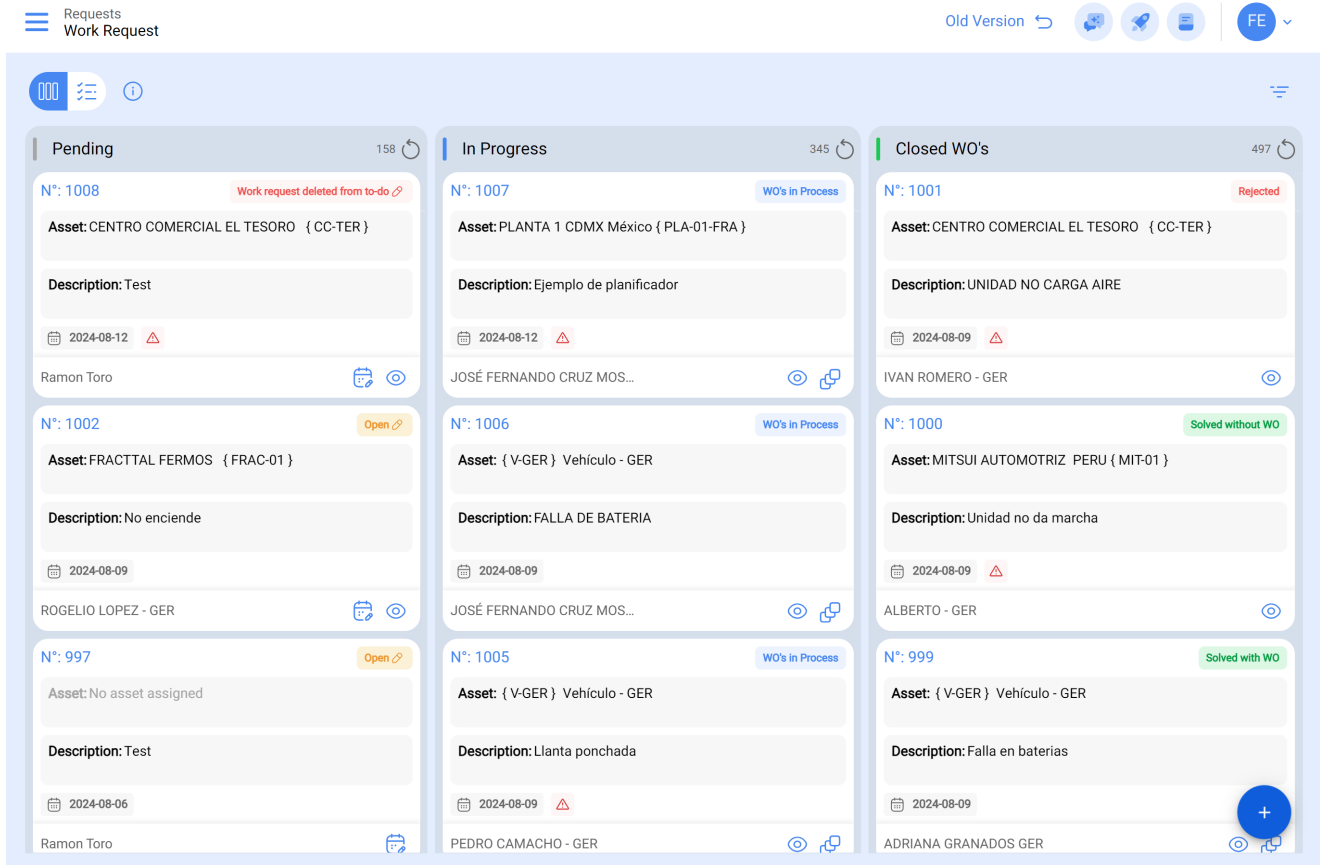 Requests
Work Request
Old Version
FE
Pending
158
N°: 1008
Work request deleted from to-do
Asset: CENTRO COMERCIAL EL TESORO { CC-TER }
Description: Test
2024-08-12
Ramon Toro
N°: 1002
Open
Asset: FRACTTAL FERMOS { FRAC-01 }
Description: No enciende
2024-08-09
ROGELIO LOPEZ - GER
N°: 997
Open
Asset: No asset assigned
Description: Test
2024-08-06
Ramon Toro
In Progress
345
N°: 1007
WO's in Process
Asset: PLANTA 1 CDMX México { PLA-01-FRA }
Description: Ejemplo de planificador
2024-08-12
JOSÉ FERNANDO CRUZ MOS...
N°: 1006
WO's in Process
Asset: { V-GER } Vehículo - GER
Description: FALLA DE BATERIA
2024-08-09
JOSÉ FERNANDO CRUZ MOS...
N°: 1005
WO's in Process
Asset: { V-GER } Vehículo - GER
Description: Llanta ponchada
2024-08-09
PEDRO CAMACHO - GER
Closed WO's
497
N°: 1001
Rejected
Asset: CENTRO COMERCIAL EL TESORO { CC-TER }
Description: UNIDAD NO CARGA AIRE
2024-08-09
IVAN ROMERO - GER
N°: 1000
Solved without WO
Asset: MITSUI AUTOMOTRIZ PERU { MIT-01 }
Description: Unidad no da marcha
2024-08-09
ALBERTO - GER
N°: 999
Solved with WO
Asset: { V-GER } Vehículo - GER
Description: Falla en baterias
2024-08-09
ADRIANA GRANADOS GER